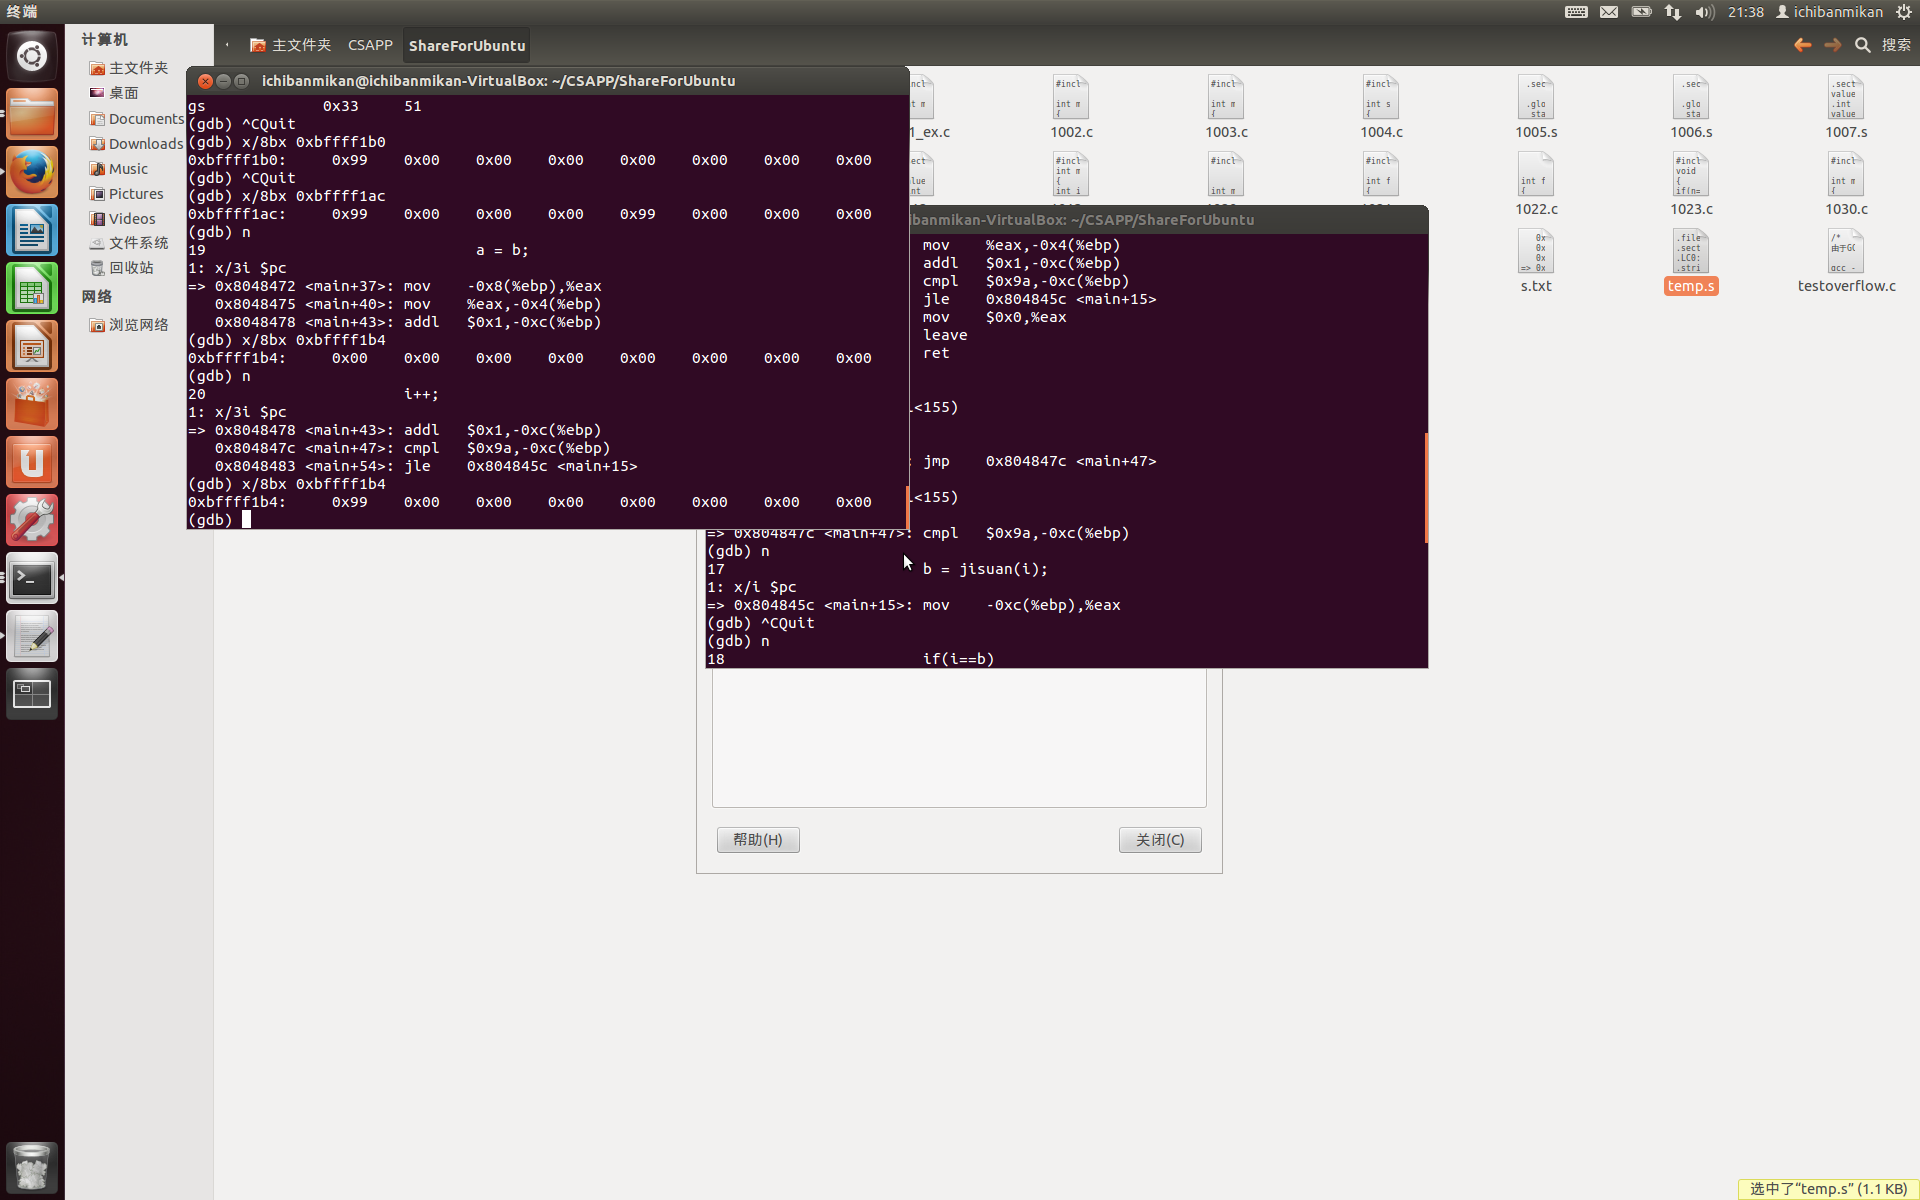 终端
21:38
ichibanmikan
计算机
主文件夹
桌面
Documents
Downloads
Music
Pictures
Videos
文件系统
回收站
网络
浏览网络
主文件夹 CSAPP ShareForUbuntu
搜索
ichibanmikan@ichibanmikan-VirtualBox: ~/CSAPP/ShareForUbuntu
gs 0x33 51
(gdb) ^CQuit
(gdb) x/8bx 0xbffff1b0
0xbffff1b0: 0x99 0x00 0x00 0x00 0x00 0x00 0x00 0x00
(gdb) ^CQuit
(gdb) x/8bx 0xbffff1ac
0xbffff1ac: 0x99 0x00 0x00 0x00 0x99 0x00 0x00 0x00
(gdb) n
19 a = b;
1: x/3i $pc
=> 0x8048472 <main+37>: mov -0x8(%ebp),%eax
0x8048475 <main+40>: mov %eax,-0x4(%ebp)
0x8048478 <main+43>: addl $0x1,-0xc(%ebp)
(gdb) x/8bx 0xbffff1b4
0xbffff1b4: 0x00 0x00 0x00 0x00 0x00 0x00 0x00 0x00
(gdb) n
20 i++;
1: x/3i $pc
=> 0x8048478 <main+43>: addl $0x1,-0xc(%ebp)
0x804847c <main+47>: cmpl $0x9a,-0xc(%ebp)
0x8048483 <main+54>: jle 0x804845c <main+15>
(gdb) x/8bx 0xbffff1b4
0xbffff1b4: 0x99 0x00 0x00 0x00 0x00 0x00 0x00 0x00
(gdb)
ibanmikan-VirtualBox: ~/CSAPP/ShareForUbuntu
mov %eax,-0x4(%ebp)
addl $0x1,-0xc(%ebp)
cmpl $0x9a,-0xc(%ebp)
jle 0x804845c <main+15>
mov $0x0,%eax
leave
ret
<155)
: jmp 0x804847c <main+47>
<155)
=> 0x804847c <main+47>: cmpl $0x9a,-0xc(%ebp)
(gdb) n
17 b = jisuan(i);
1: x/i $pc
=> 0x804845c <main+15>: mov -0xc(%ebp),%eax
(gdb) ^CQuit
(gdb) n
18 if(i==b)
帮助(H)
关闭(C)
1_ex.c 1002.c 1003.c 1004.c 1005.s 1006.s 1007.s
1022.c 1023.c 1030.c
s.txt temp.s testoverflow.c
选中了“temp.s” (1.1 KB)